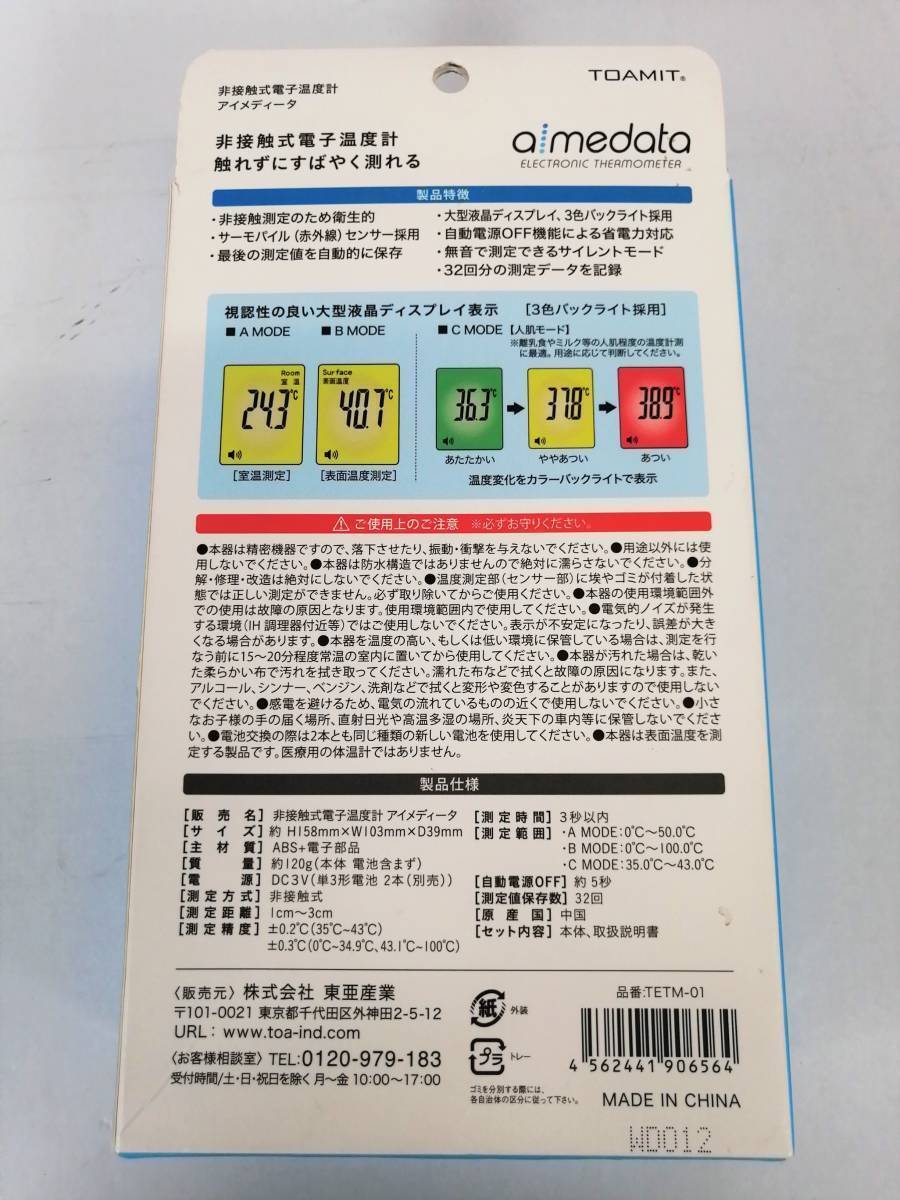 TOAMIT®
非接触式電子温度計
アイメディータ
非接触式電子温度計
触れずにすばやく測れる
aimedata
ELECTRONIC THERMOMETER
製品特徴
・非接触測定のため衛生的
・サーモパイル(赤外線)センサー採用
・最後の測定値を自動的に保存
・大型液晶ディスプレイ、3色バックライト採用
・自動電源OFF機能による省電力対応
・無音で測定できるサイレントモード
・32回分の測定データを記録
視認性の良い大型液晶ディスプレイ表示 [3色バックライト採用]
■ A MODE ■ B MODE ■ C MODE【人肌モード】
※離乳食やミルク等の人肌程度の温度計測
に最適。用途に応じて判断してください。
Room
室温
24.3℃
Surface
表面温度
40.7℃
36.3℃
37.8℃
38.9℃
あたたかい ややあつい あつい
[室温測定] [表面温度測定] 温度変化をカラーバックライトで表示
⚠ ご使用上のご注意 ※必ずお守りください。
●本器は精密機器ですので、落下させたり、振動・衝撃を与えないでください。●用途以外には使
用しないでください。●本器は防水構造ではありませんので絶対に濡らさないでください。●分
解・修理・改造は絶対にしないでください。●温度測定部(センサー部)に埃やゴミが付着した状
態では正しい測定ができません。必ず取り除いてからご使用ください。●本器の使用環境範囲外
での使用は故障の原因となります。使用環境範囲内で使用してください。●電気的ノイズが発生
する環境(IH調理器付近等)ではご使用しないでください。表示が不安定になったり、誤差が大き
くなる場合があります。●本器を温度の高い、もしくは低い環境に保管している場合は、測定を行
なう前に15〜20分程度常温の室内に置いてから使用してください。●本器が汚れた場合は、乾い
た柔らかい布で汚れを拭き取ってください。濡れた布などで拭くと故障の原因になります。また、
アルコール、シンナー、ベンジン、洗剤などで拭くと変形や変色することがありますので使用しない
でください。●感電を避けるため、電気の流れているものの近くで使用しないでください。●小さ
なお子様の手の届く場所、直射日光や高温多湿の場所、炎天下の車内等に保管しないでくださ
い。●電池交換の際は2本とも同じ種類の新しい電池を使用してください。●本器は表面温度を測
定する製品です。医療用の体温計ではありません。
製品仕様
[販売名] 非接触式電子温度計 アイメディータ
[サイズ] 約 H158mm×W103mm×D39mm
[主材質] ABS+電子部品
[質量] 約120g(本体 電池含まず)
[電源] DC3V(単3形電池 2本(別売))
[測定方式] 非接触式
[測定距離] 1cm〜3cm
[測定精度] ±0.2℃(35℃〜43℃)
±0.3℃(0℃〜34.9℃、43.1℃〜100℃)
[測定時間] 3秒以内
[測定範囲] ・A MODE:0℃〜50.0℃
・B MODE:0℃〜100.0℃
・C MODE:35.0℃〜43.0℃
[自動電源OFF] 約5秒
[測定値保存数] 32回
[原産国] 中国
[セット内容] 本体、取扱説明書
〈販売元〉株式会社 東亜産業
〒101-0021 東京都千代田区外神田2-5-12
URL: www.toa-ind.com
〈お客様相談室〉TEL:0120-979-183
受付時間/土・日・祝日を除く 月〜金 10:00〜17:00
紙 外装
プラ トレー
ゴミを分別する際には、
各自治体の区分に従って下さい。
品番:TETM-01
4 562441 906564
MADE IN CHINA
WD012